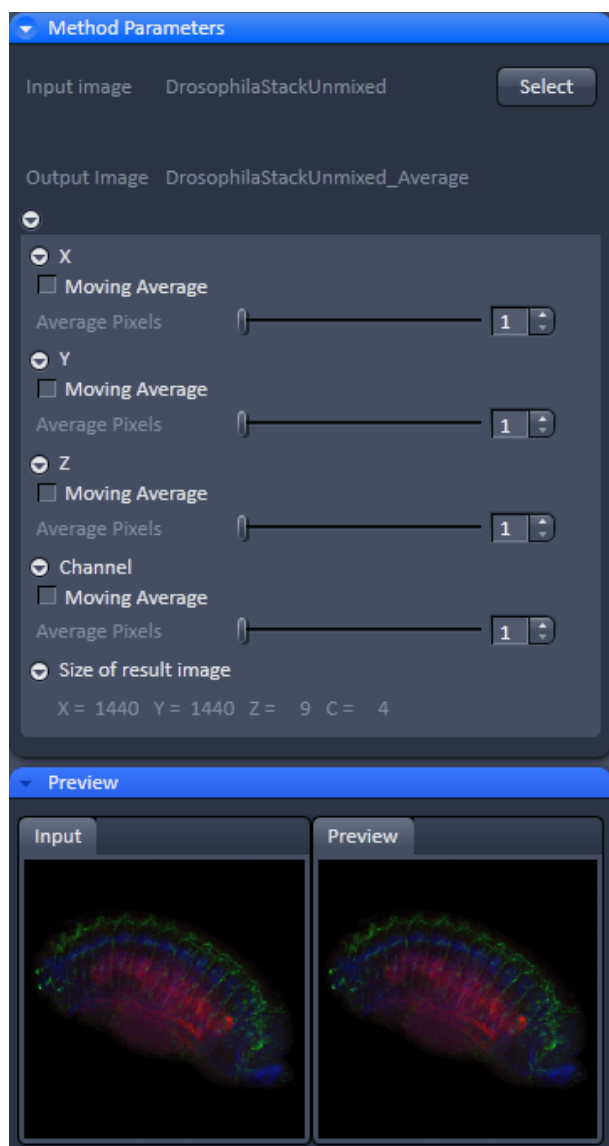 Method Parameters
Input image DrosophilaStackUnmixed Select
Output Image DrosophilaStackUnmixed_Average
X
Moving Average
Average Pixels 1
Y
Moving Average
Average Pixels 1
Z
Moving Average
Average Pixels 1
Channel
Moving Average
Average Pixels 1
Size of result image
X = 1440 Y = 1440 Z = 9 C = 4
Preview
Input Preview